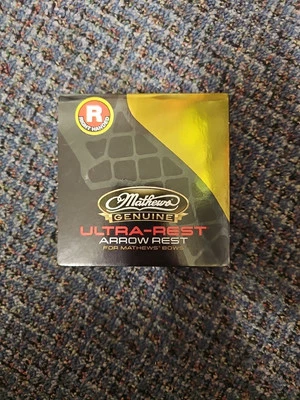 R
RIGHT HANDED
Mathews
GENUINE
ULTRA-REST
ARROW REST
FOR MATHEWS® BOWS